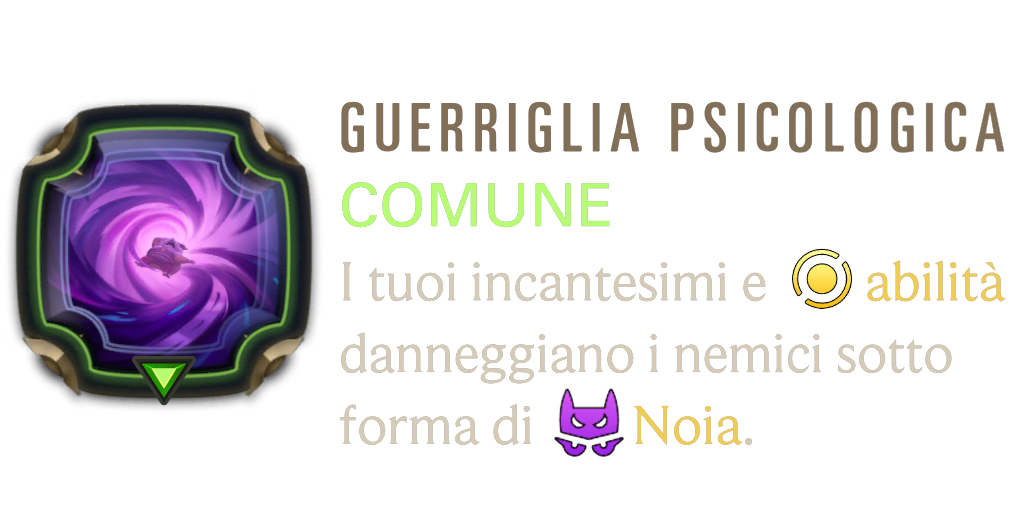 GUERRIGLIA PSICOLOGICA
COMUNE
I tuoi incantesimi e abilità
danneggiano i nemici sotto
forma di Noia.